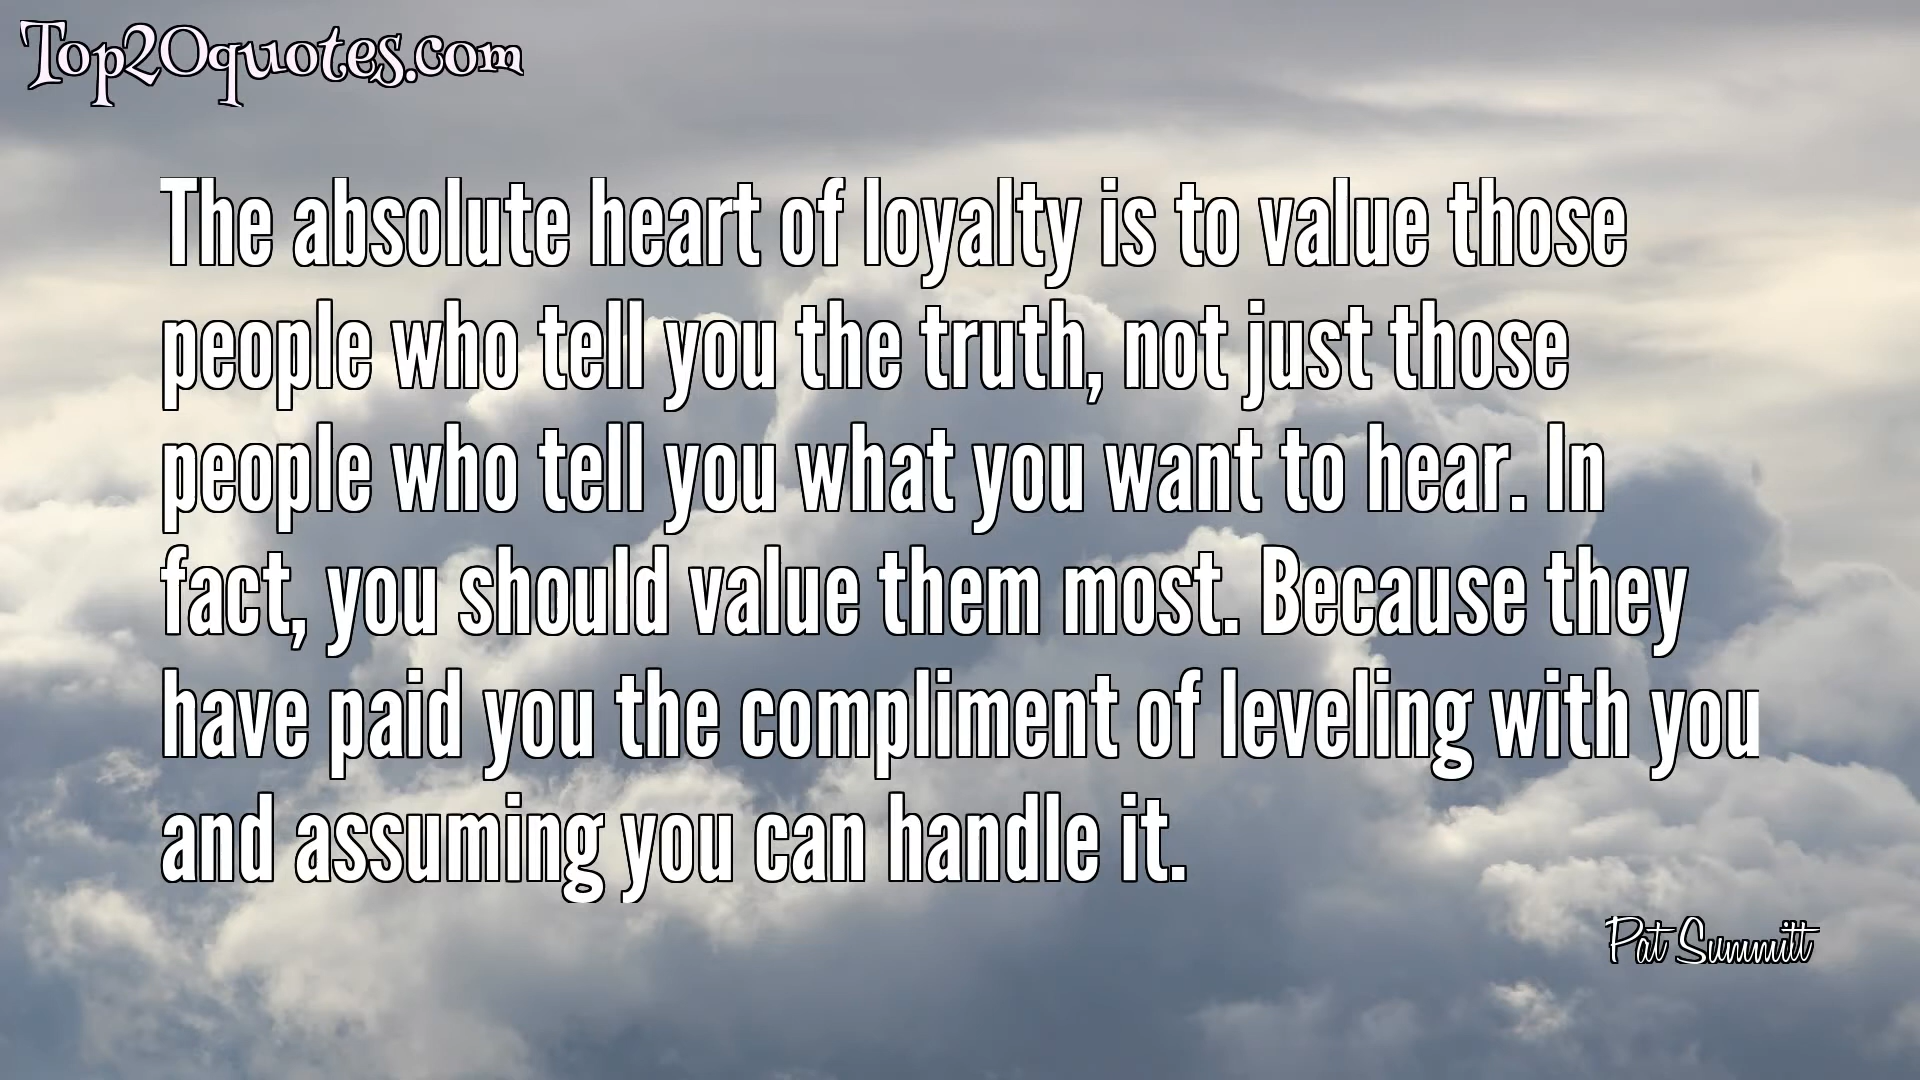 Top20quotes.com
The absolute heart of loyalty is to value those
people who tell you the truth, not just those
people who tell you what you want to hear. In
fact, you should value them most. Because they
have paid you the compliment of leveling with you
and assuming you can handle it.
Pat Summitt